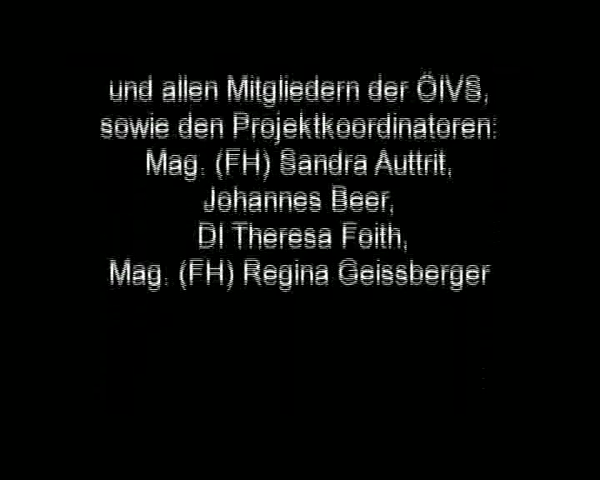 und allen Mitgliedern der ÖIVS,
sowie den Projektkoordinatoren:
Mag. (FH) Sandra Auttrit,
Johannes Beer,
DI Theresa Foith,
Mag. (FH) Regina Geissberger